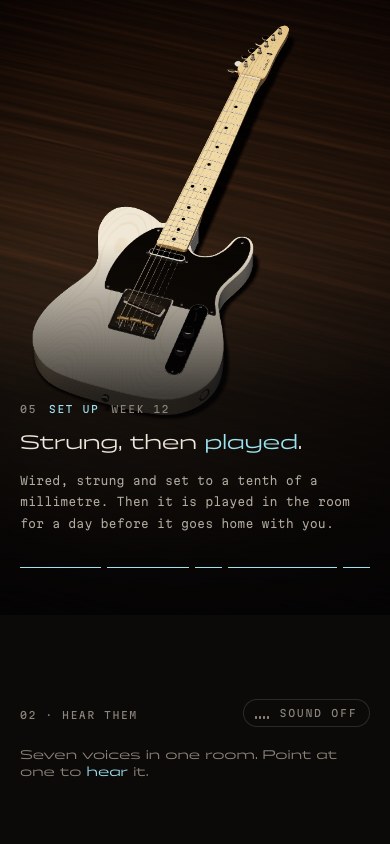 05 SET UP WEEK 12
Strung, then played.
Wired, strung and set to a tenth of a
millimetre. Then it is played in the room
for a day before it goes home with you.
02 · HEAR THEM
SOUND OFF
Seven voices in one room. Point at
one to hear it.